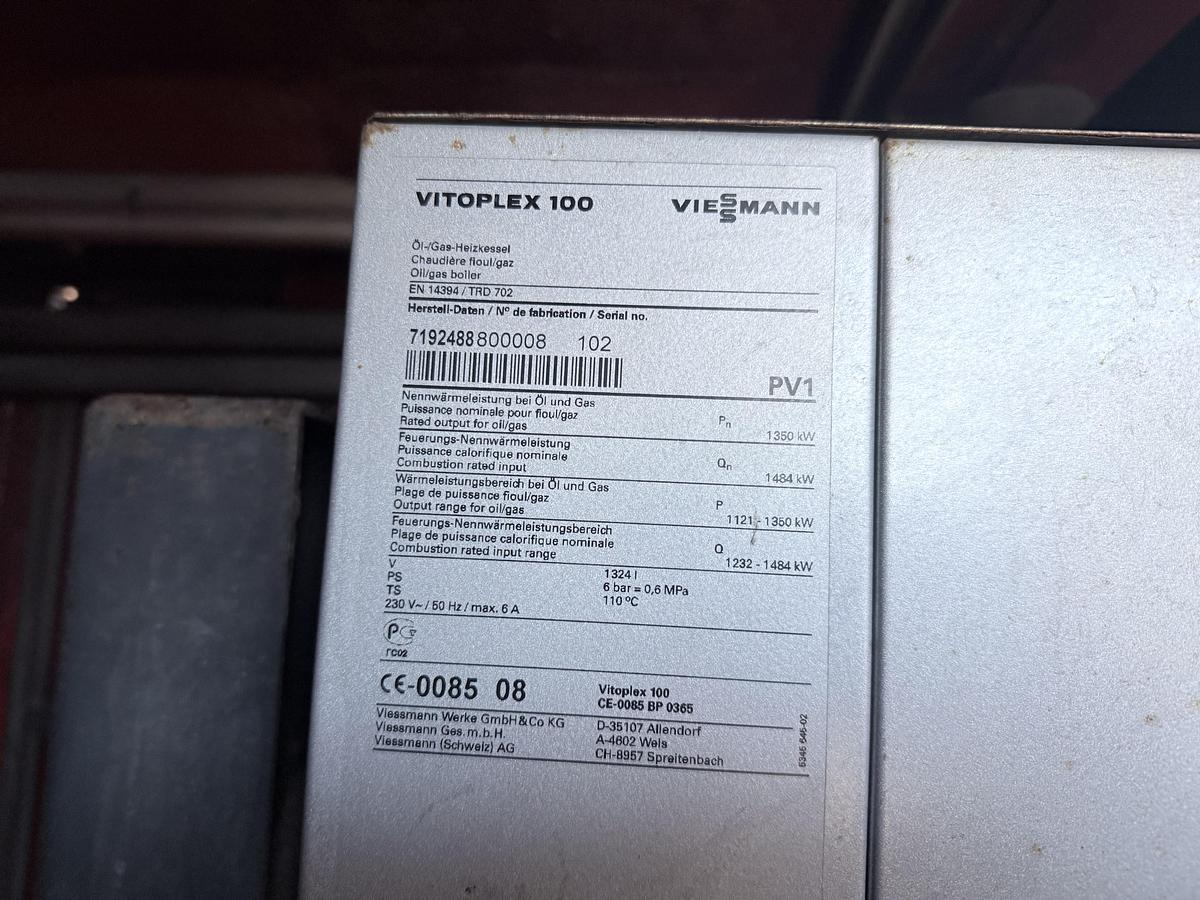 VITOPLEX 100
VIESSMANN
Öl-/Gas-Heizkessel
Chaudière fioul/gaz
Oil/gas boiler
EN 14394 / TRD 702
Herstell-Daten / Nº de fabrication / Serial no.
7192488800008 102
PV1
Nennwärmeleistung bei Öl und Gas
Puissance nominale pour fioul/gaz
Rated output for oil/gas
Pn
1350 kW
Feuerungs-Nennwärmeleistung
Puissance calorifique nominale
Combustion rated input
Qn
1484 kW
Wärmeleistungsbereich bei Öl und Gas
Plage de puissance fioul/gaz
Output range for oil/gas
P
1121 - 1350 kW
Feuerungs-Nennwärmeleistungsbereich
Plage de puissance calorifique nominale
Combustion rated input range
Q
1232 - 1484 kW
V 1324 l
PS 6 bar = 0,6 MPa
TS 110 ºC
230 V~ / 50 Hz / max. 6 A
ГС02
CE-0085 08
Vitoplex 100
CE-0085 BP 0365
Viessmann Werke GmbH & Co KG D-35107 Allendorf
Viessmann Ges.m.b.H. A-4602 Wels
Viessmann (Schweiz) AG CH-8957 Spreitenbach